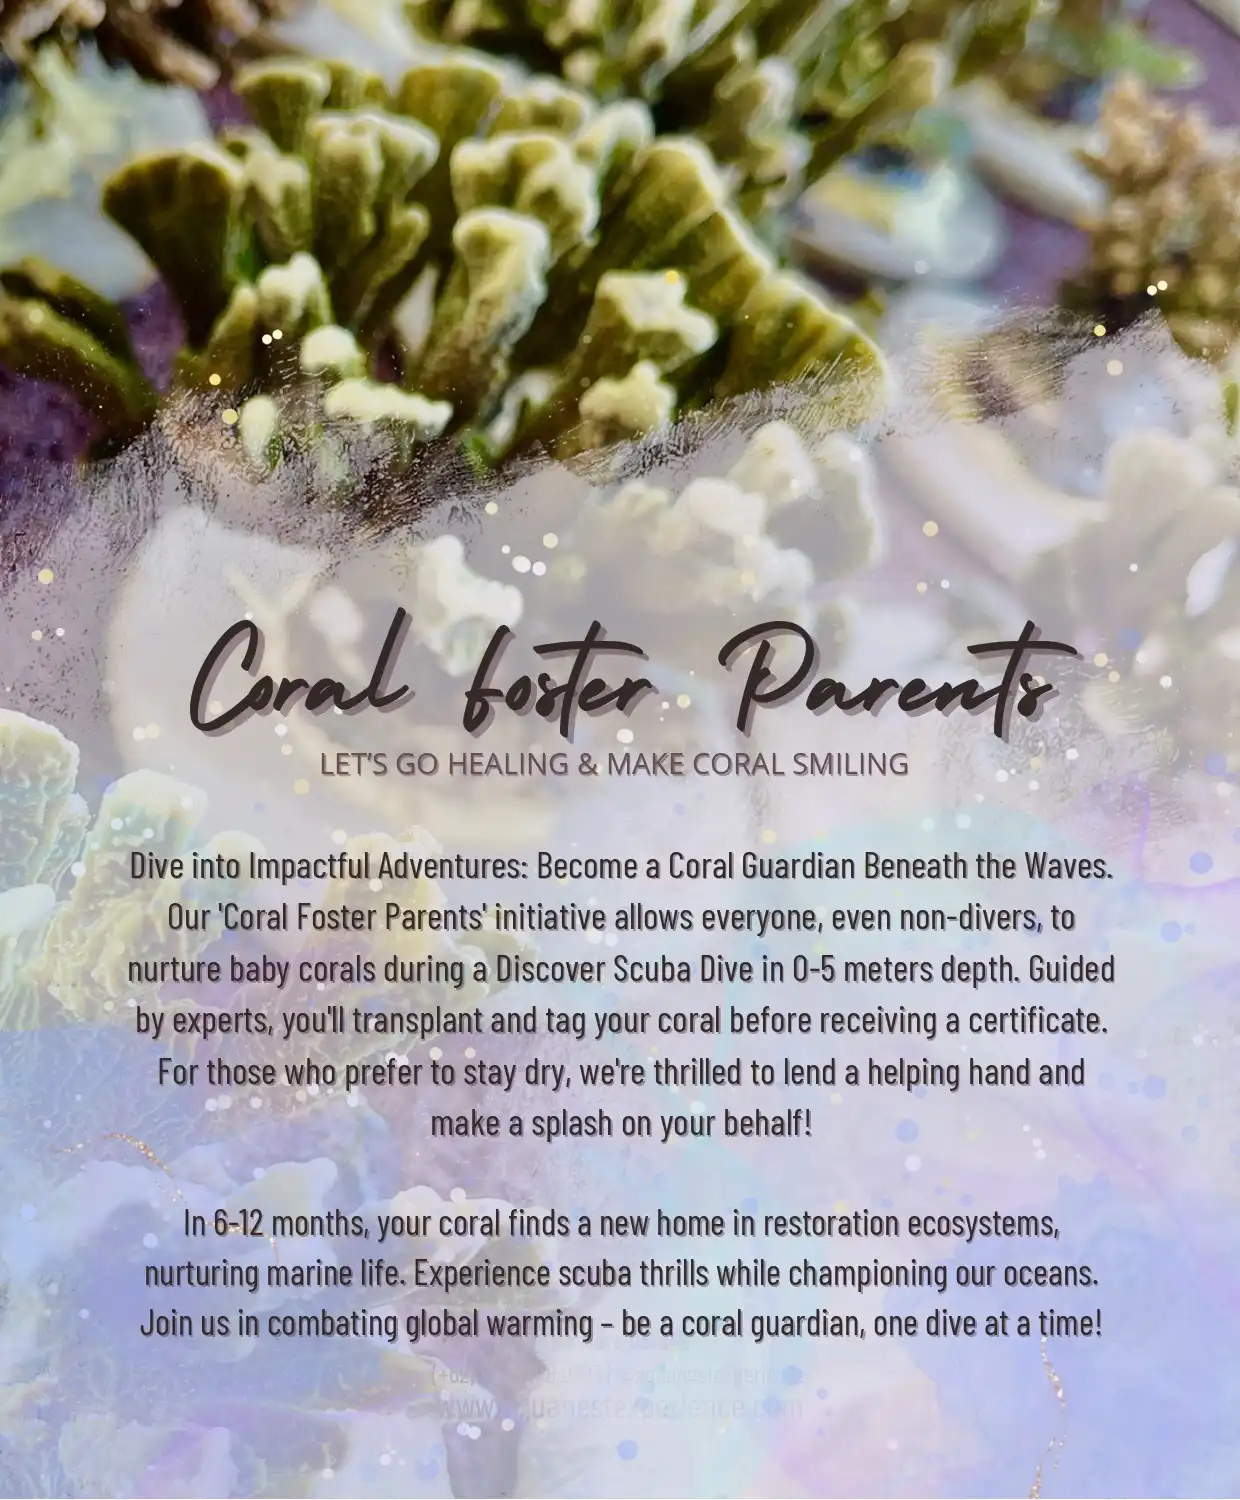 Coral foster Parents
LET'S GO HEALING & MAKE CORAL SMILING
Dive into Impactful Adventures: Become a Coral Guardian Beneath the Waves.
Our 'Coral Foster Parents' initiative allows everyone, even non-divers, to
nurture baby corals during a Discover Scuba Dive in 0-5 meters depth. Guided
by experts, you'll transplant and tag your coral before receiving a certificate.
For those who prefer to stay dry, we're thrilled to lend a helping hand and
make a splash on your behalf!
In 6-12 months, your coral finds a new home in restoration ecosystems,
nurturing marine life. Experience scuba thrills while championing our oceans.
Join us in combating global warming – be a coral guardian, one dive at a time!